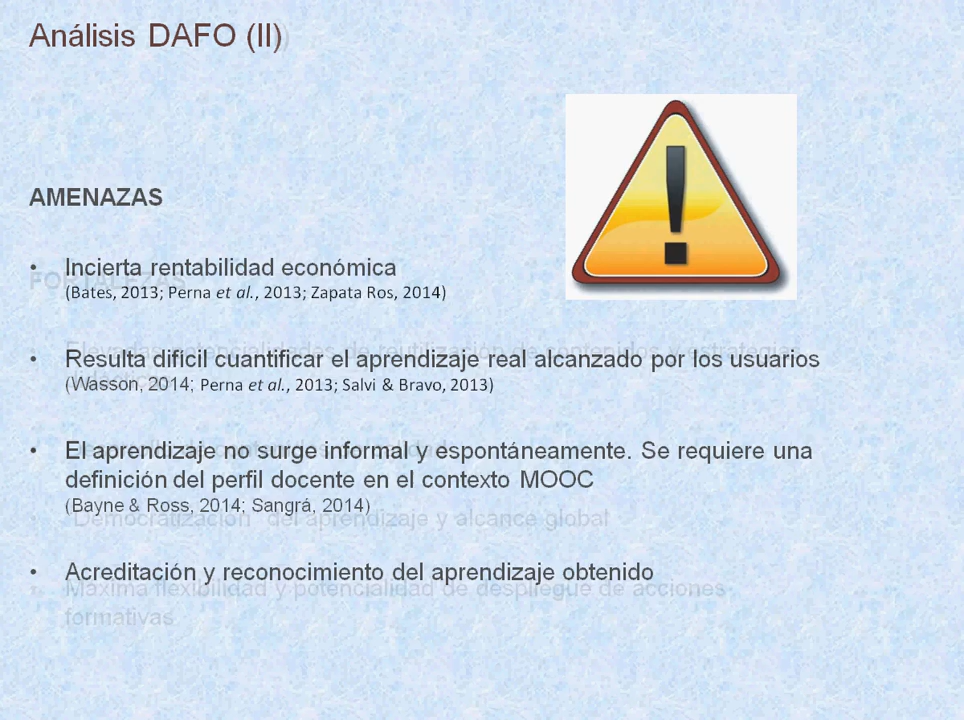 Análisis DAFO (II)
AMENAZAS
• Incierta rentabilidad económica
(Bates, 2013; Perna et al., 2013; Zapata Ros, 2014)
FORTALEZAS
• Resulta difícil cuantificar el aprendizaje real alcanzado por los usuarios
(Wasson, 2014; Perna et al., 2013; Salvi & Bravo, 2013)
• El aprendizaje no surge informal y espontáneamente. Se requiere una
definición del perfil docente en el contexto MOOC
(Bayne & Ross, 2014; Sangrá, 2014)
• Democratización del aprendizaje y alcance global
• Acreditación y reconocimiento del aprendizaje obtenido
Máxima flexibilidad y potencialidad de despliegue de acciones
formativas